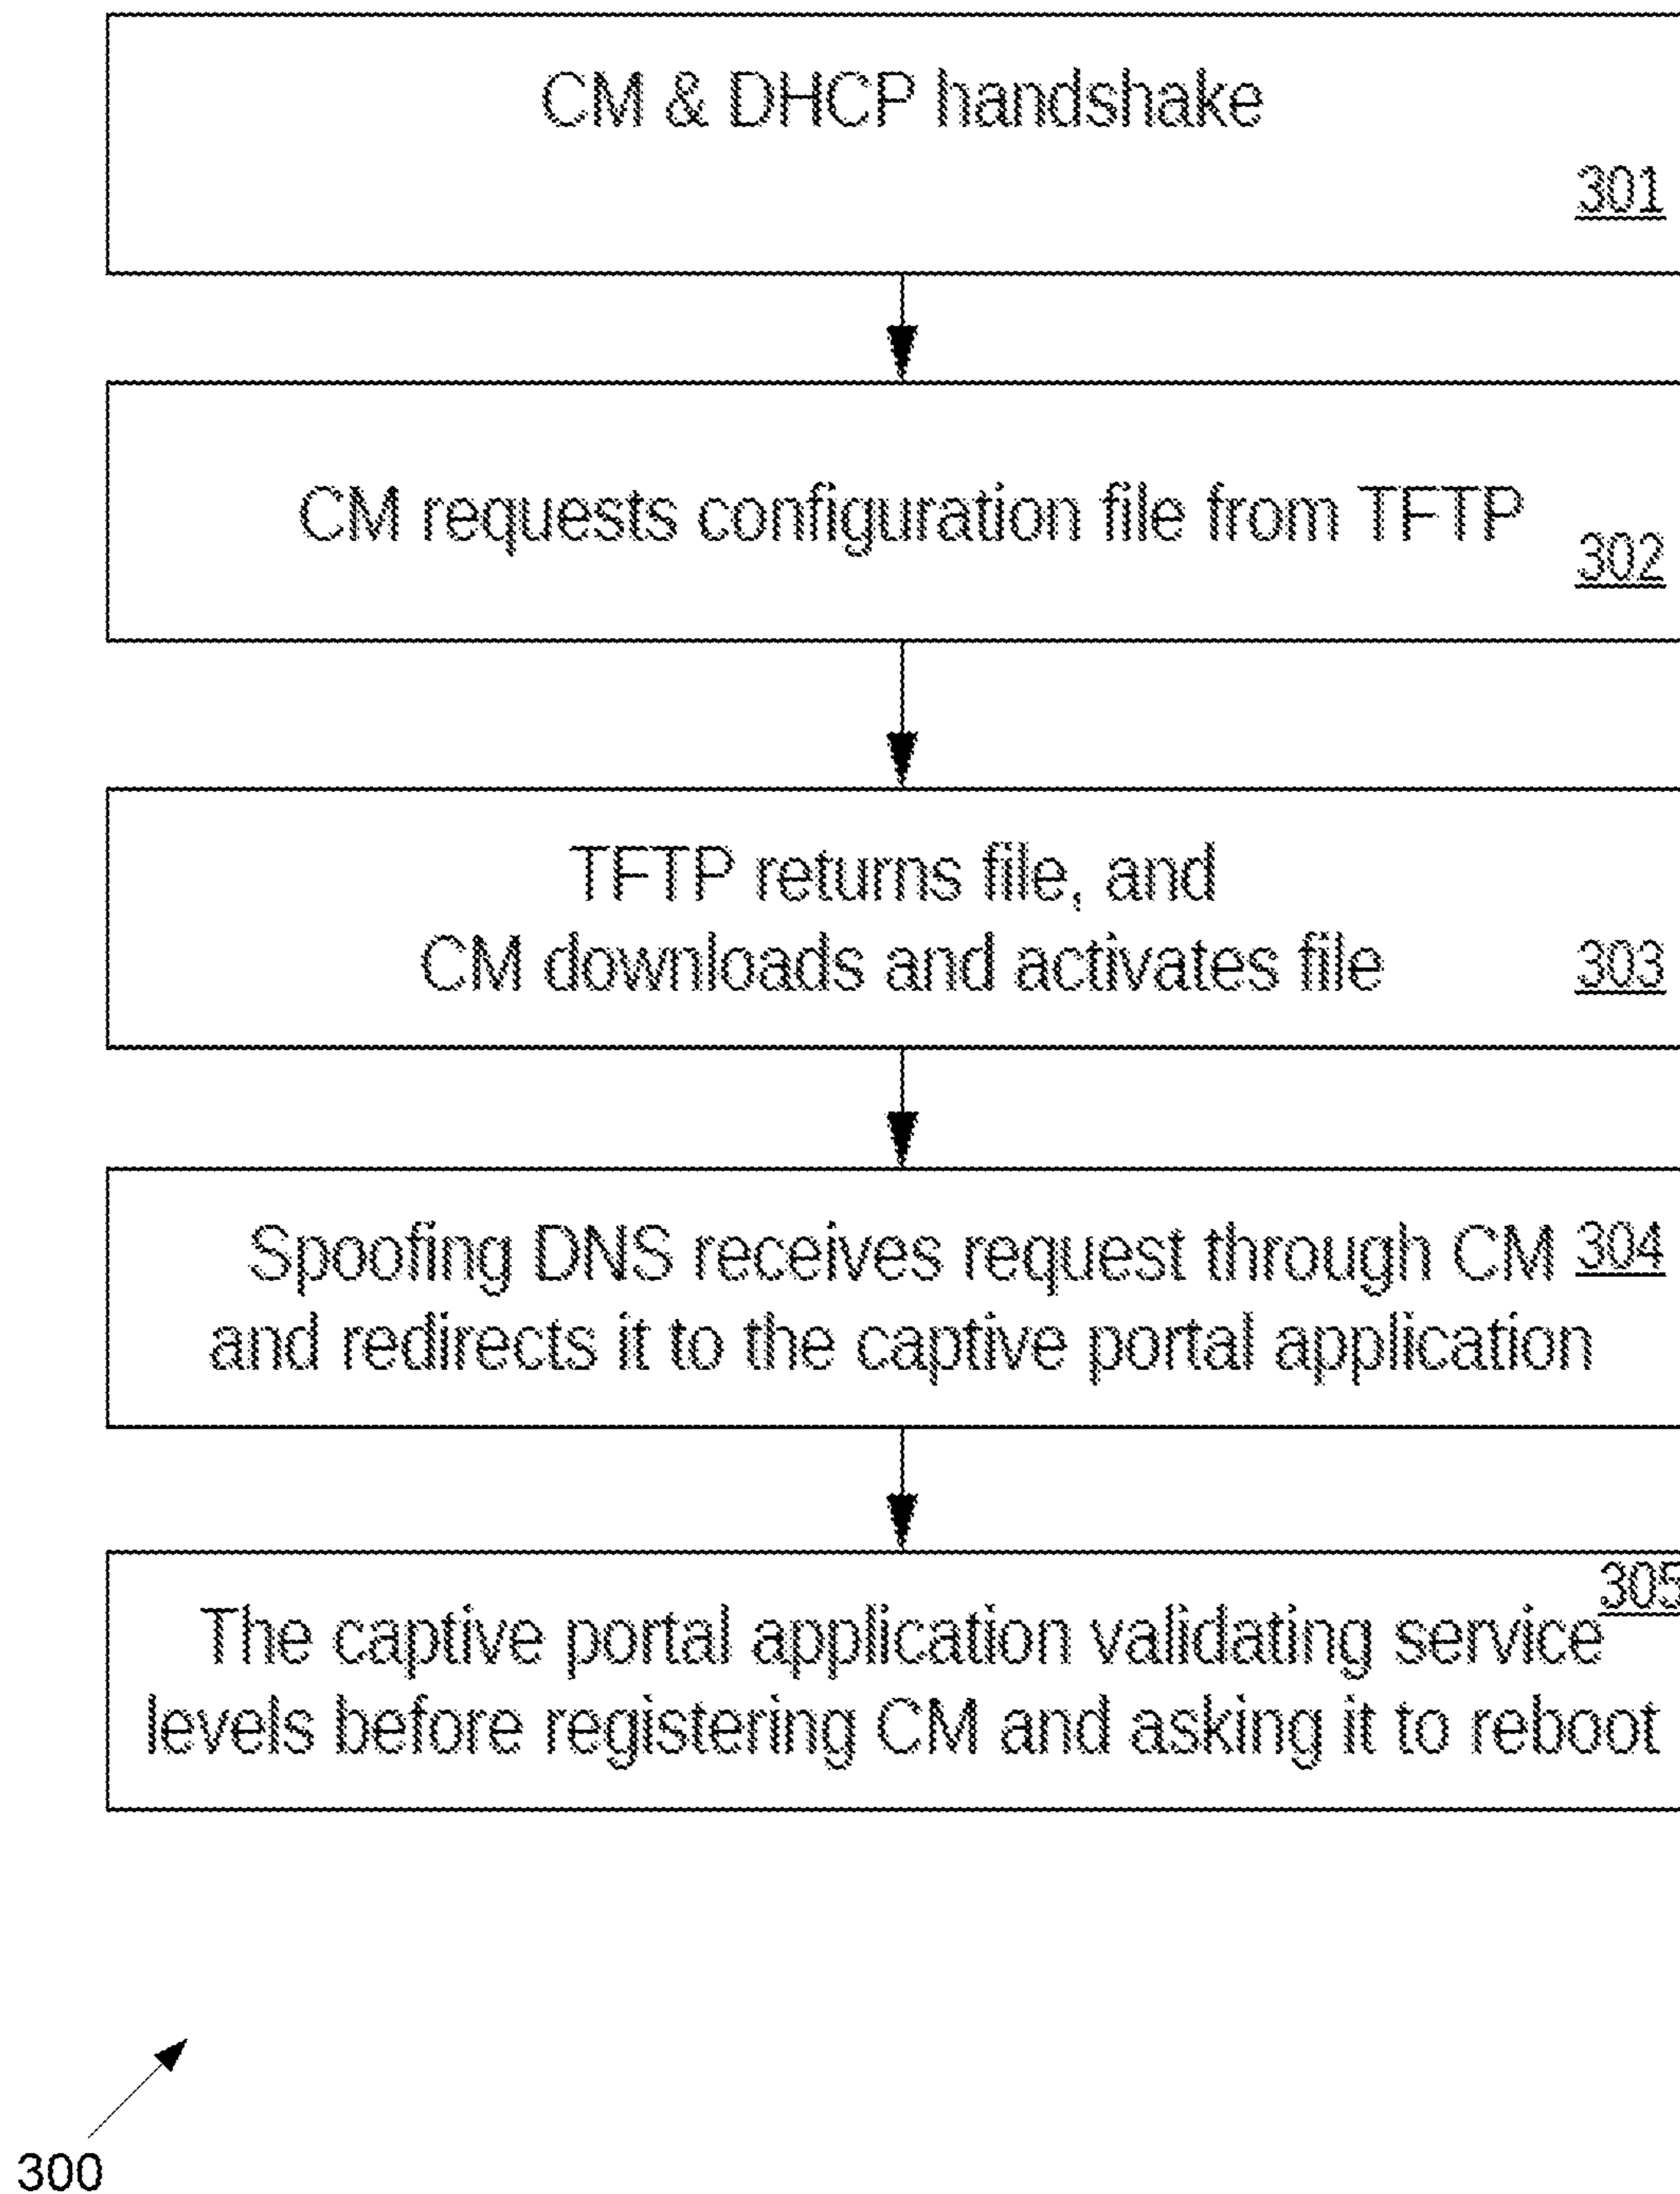 CM & DHCP handshake
301
CM requests configuration file from TFTP
302
TFTP returns file, and
CM downloads and activates file
303
Spoofing DNS receives request through CM
304
and redirects it to the captive portal application
305
The captive portal application validating service
levels before registering CM and asking it to reboot
300